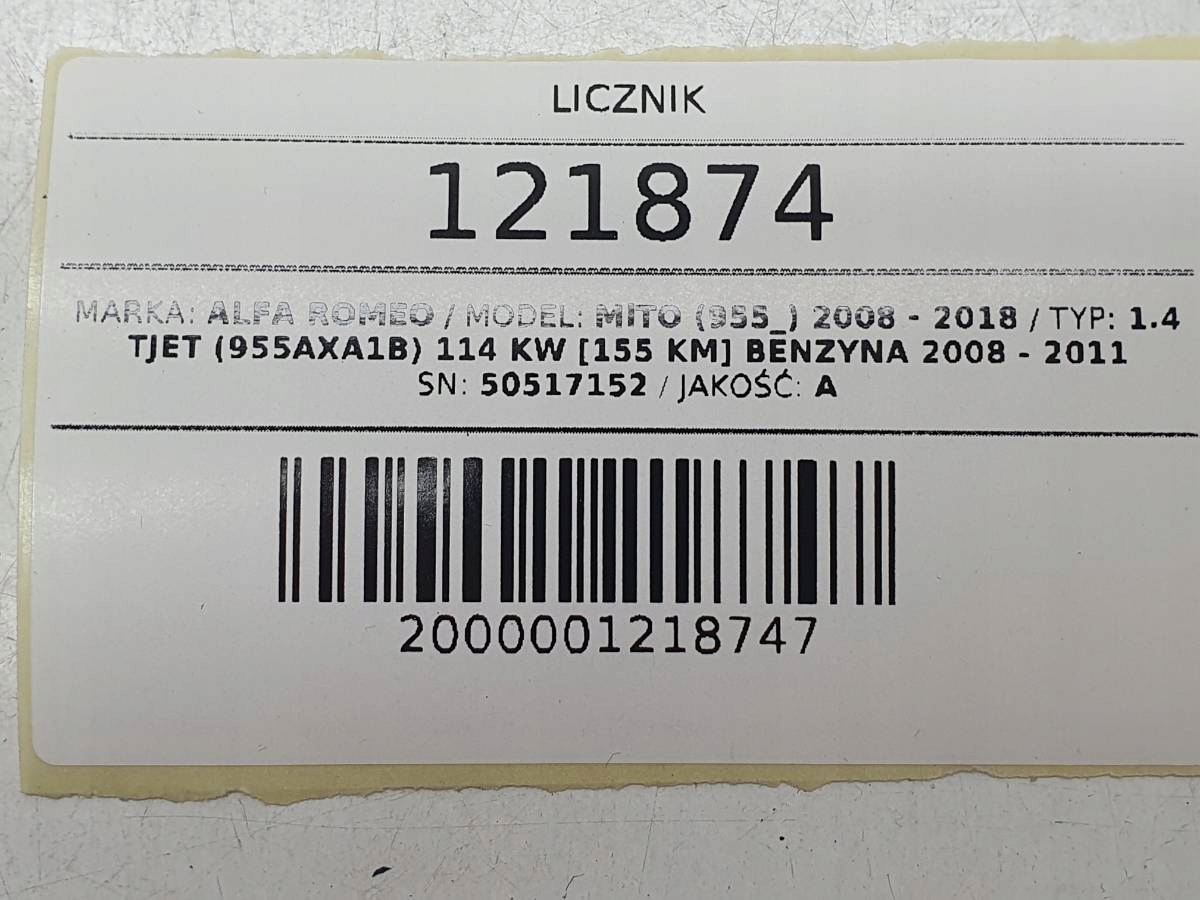 LICZNIK
121874
MARKA: ALFA ROMEO / MODEL: MITO (955_) 2008 - 2018 / TYP: 1.4
TJET (955AXA1B) 114 KW [155 KM] BENZYNA 2008 - 2011
SN: 50517152 / JAKOŚĆ: A
2000001218747